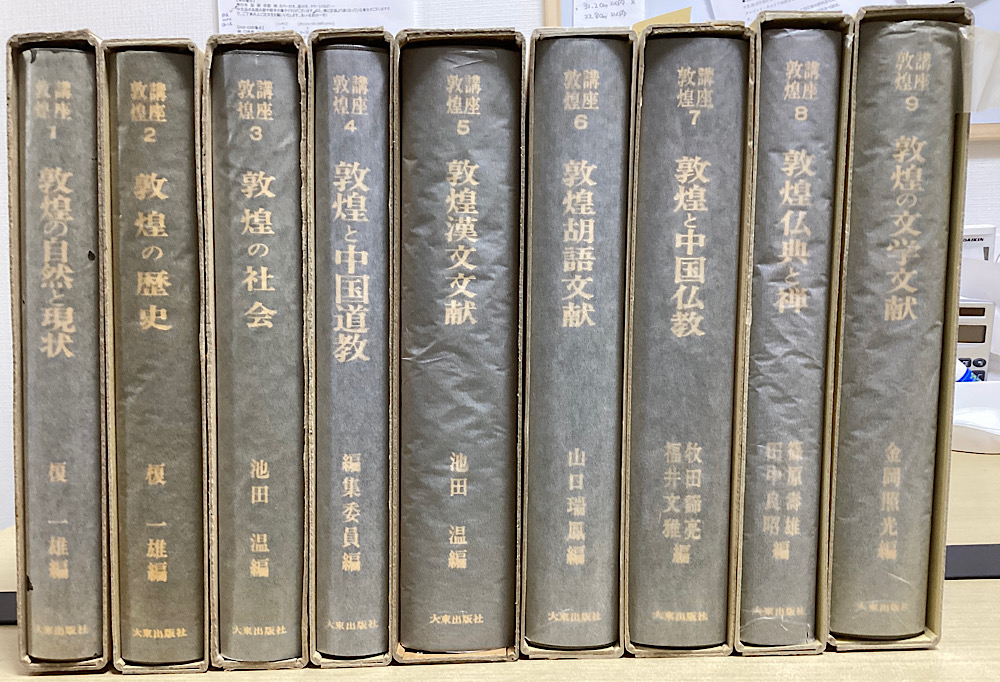 講座
敦煌
1
敦煌の自然と現状
榎 一雄編
大東出版社
講座
敦煌
2
敦煌の歴史
榎 一雄編
大東出版社
講座
敦煌
3
敦煌の社会
池田 温編
大東出版社
講座
敦煌
4
敦煌と中国道教
編集委員編
大東出版社
講座
敦煌
5
敦煌漢文文献
池田 温編
大東出版社
講座
敦煌
6
敦煌胡語文献
山口瑞鳳編
大東出版社
講座
敦煌
7
敦煌と中国仏教
牧田諦亮
福井文雅
編
大東出版社
講座
敦煌
8
敦煌仏典と禅
篠原壽雄
田中良昭
編
大東出版社
講座
敦煌
9
敦煌の文学文献
金岡照光編
大東出版社
DAIKIN